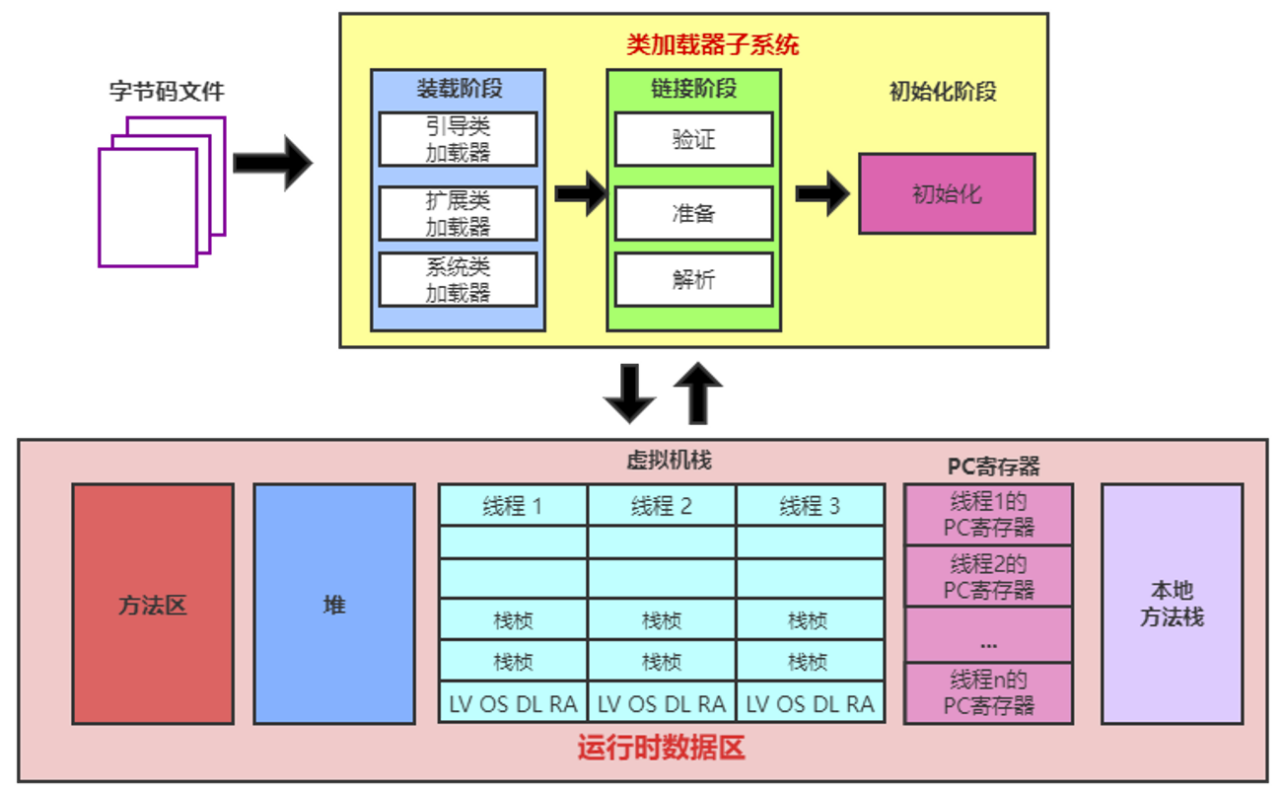 类加载器子系统
字节码文件
装载阶段
引导类
加载器
扩展类
加载器
系统类
加载器
链接阶段
验证
准备
解析
初始化阶段
初始化
方法区
堆
虚拟机栈
线程 1 线程 2 线程 3
栈桢 栈桢 栈桢
栈桢 栈桢 栈桢
LV OS DL RA LV OS DL RA LV OS DL RA
PC寄存器
线程1的
PC寄存器
线程2的
PC寄存器
...
线程n的
PC寄存器
本地
方法栈
运行时数据区